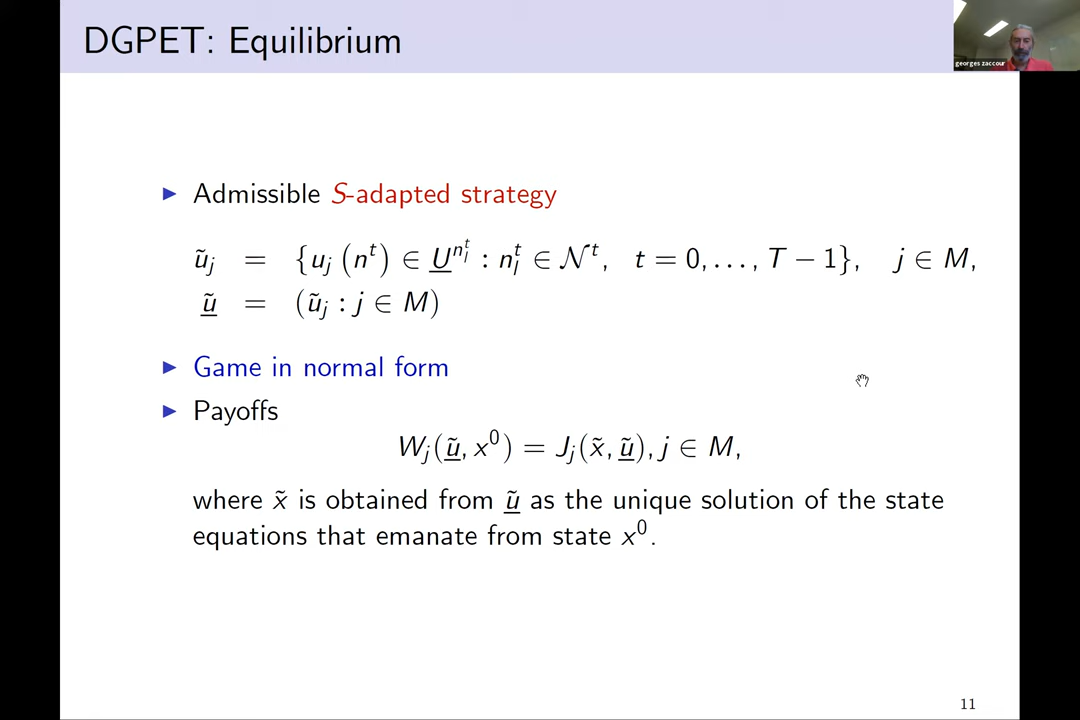 DGPET: Equilibrium
georges zaccour
▶ Admissible S-adapted strategy
ũ_j = {u_j (n^t) ∈ U̲^{n_l^t} : n_l^t ∈ 𝒩^t, t = 0, . . . , T − 1}, j ∈ M,
ũ̲ = (ũ_j : j ∈ M)
▶ Game in normal form
▶ Payoffs
W_j(ũ̲, x^0) = J_j(x̃, ũ̲), j ∈ M,
where x̃ is obtained from ũ̲ as the unique solution of the state
equations that emanate from state x^0.
11